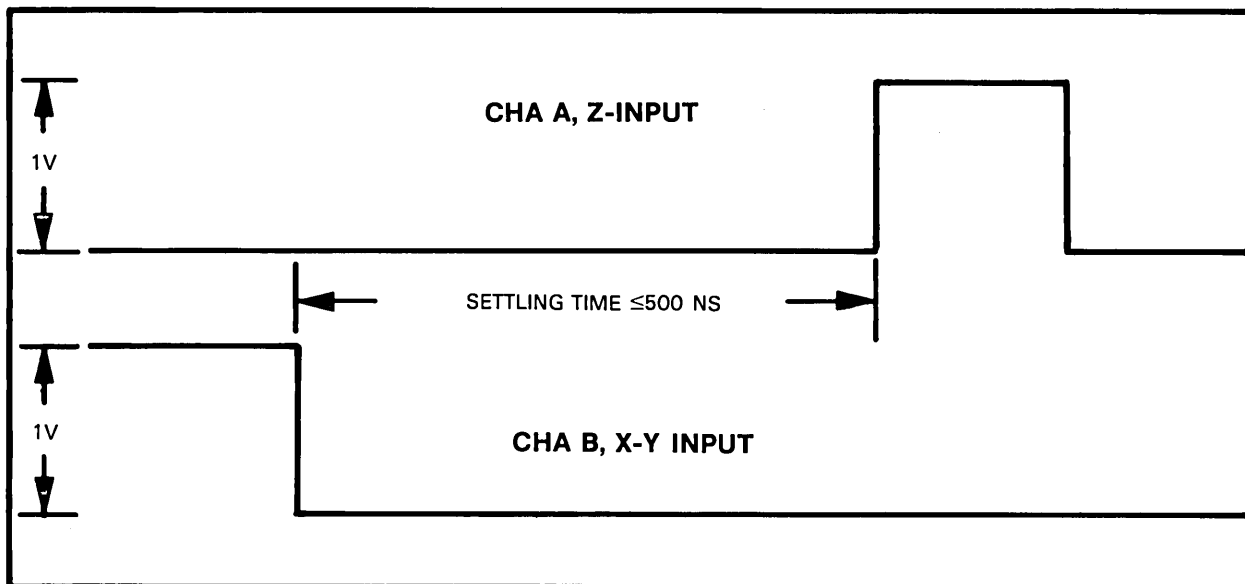 CHA A, Z-INPUT
1V
SETTLING TIME ≤500 NS
1V
CHA B, X-Y INPUT